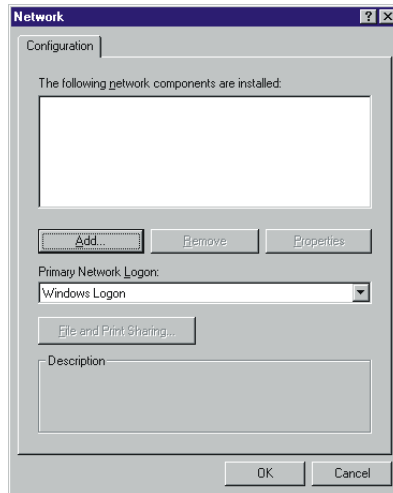 Network
Configuration
The following network components are installed:
Add...
Remove
Properties
Primary Network Logon:
Windows Logon
File and Print Sharing...
Description
OK
Cancel